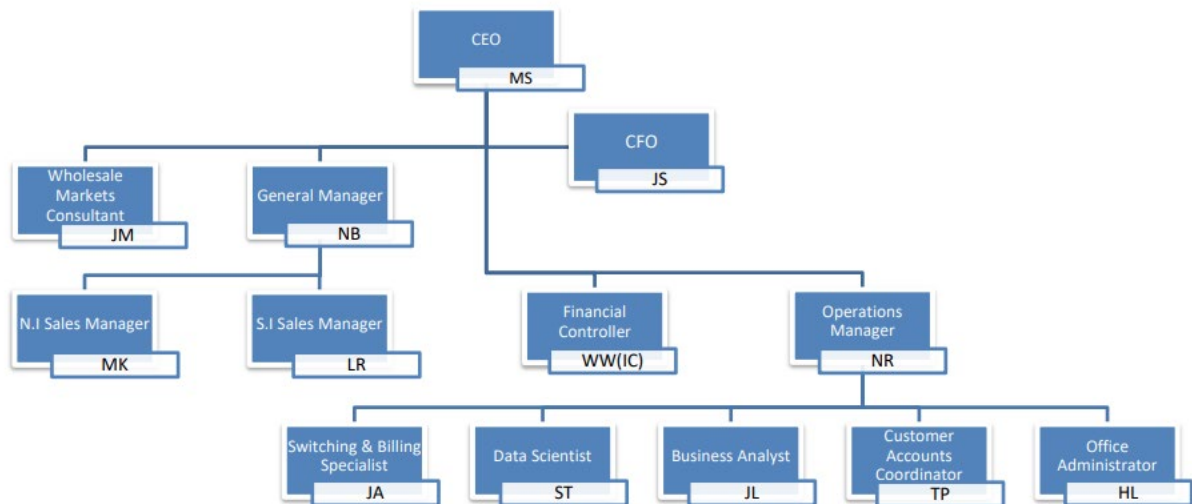 CEO
MS
CFO
JS
Wholesale
Markets
Consultant
JM
General Manager
NB
N.I Sales Manager
MK
S.I Sales Manager
LR
Financial
Controller
WW(IC)
Operations
Manager
NR
Switching & Billing
Specialist
JA
Data Scientist
ST
Business Analyst
JL
Customer
Accounts
Coordinator
TP
Office
Administrator
HL